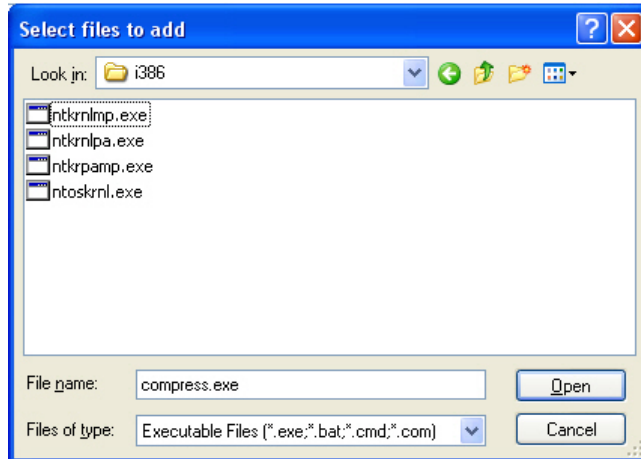 Select files to add
Look in: i386
ntkrnlmp.exe
ntkrnlpa.exe
ntkrpamp.exe
ntoskrnl.exe
File name: compress.exe Open
Files of type: Executable Files (*.exe;*.bat;*.cmd;*.com) Cancel